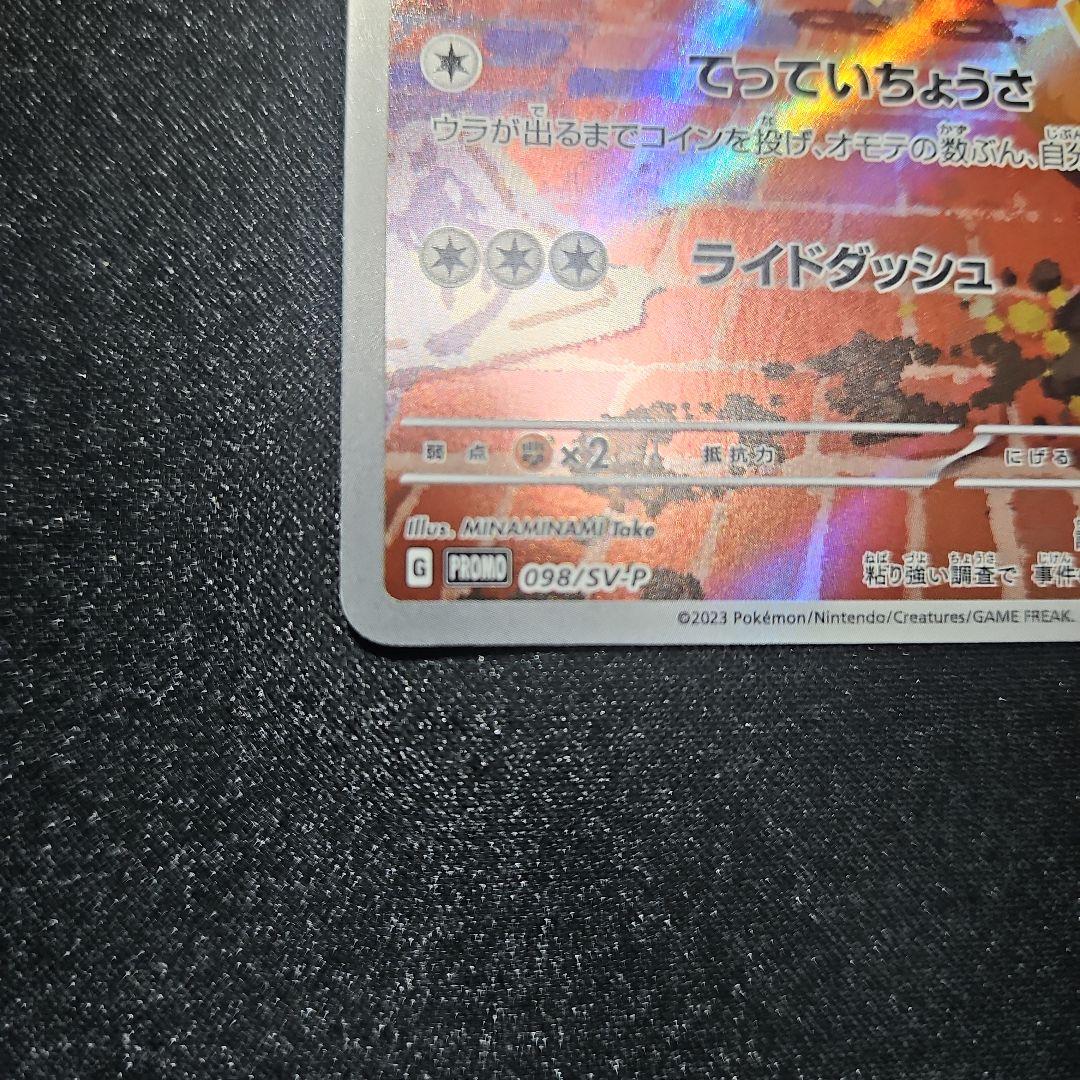 てっていちょうさ
ウラが出るまでコインを投げ、オモテの数ぶん、自分
ライドダッシュ
弱点 ×2 抵抗力 にげる
Illus. MINAMINAMI Take
粘り強い調査で 事件
G PROMO 098/SV-P
©2023 Pokémon/Nintendo/Creatures/GAME FREAK.